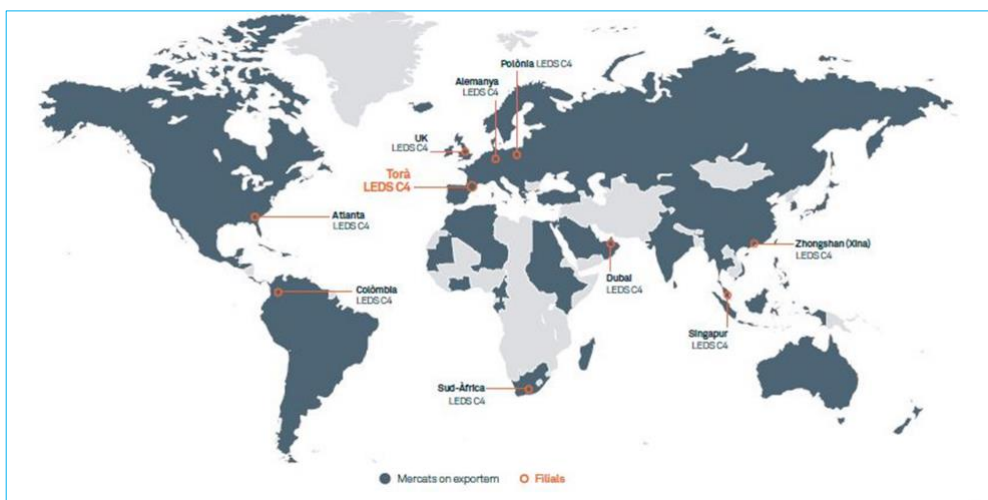 Polònia LEDS C4
Alemanya
LEDS C4
UK
LEDS C4
Torà
LEDS C4
Atlanta
LEDS C4
Zhongshan (Xina)
LEDS C4
Dubai
LEDS C4
Colòmbia
LEDS C4
Singapur
LEDS C4
Sud-Àfrica
LEDS C4
Mercats on exportem
Filials